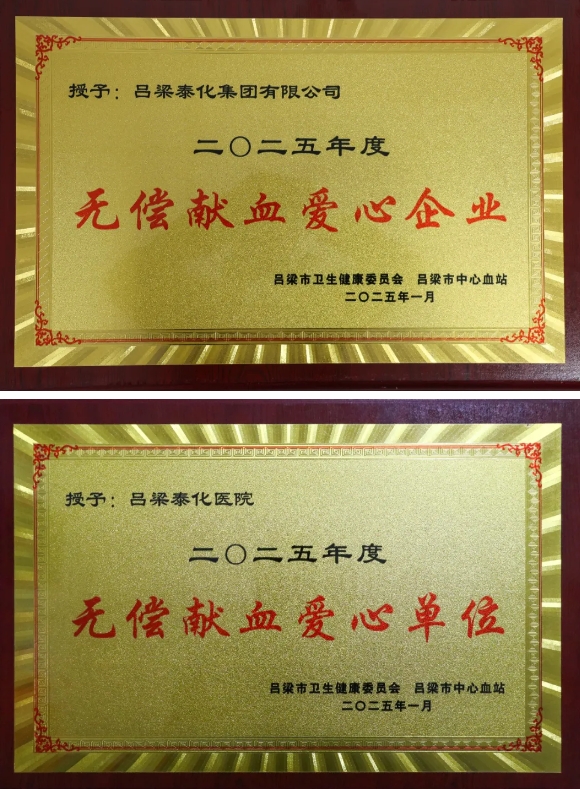 授予：吕梁泰化集团有限公司
二〇二五年度
无偿献血爱心企业
吕梁市卫生健康委员会 吕梁市中心血站
二〇二五年一月
授予：吕梁泰化医院
二〇二五年度
无偿献血爱心单位
吕梁市卫生健康委员会 吕梁市中心血站
二〇二五年一月